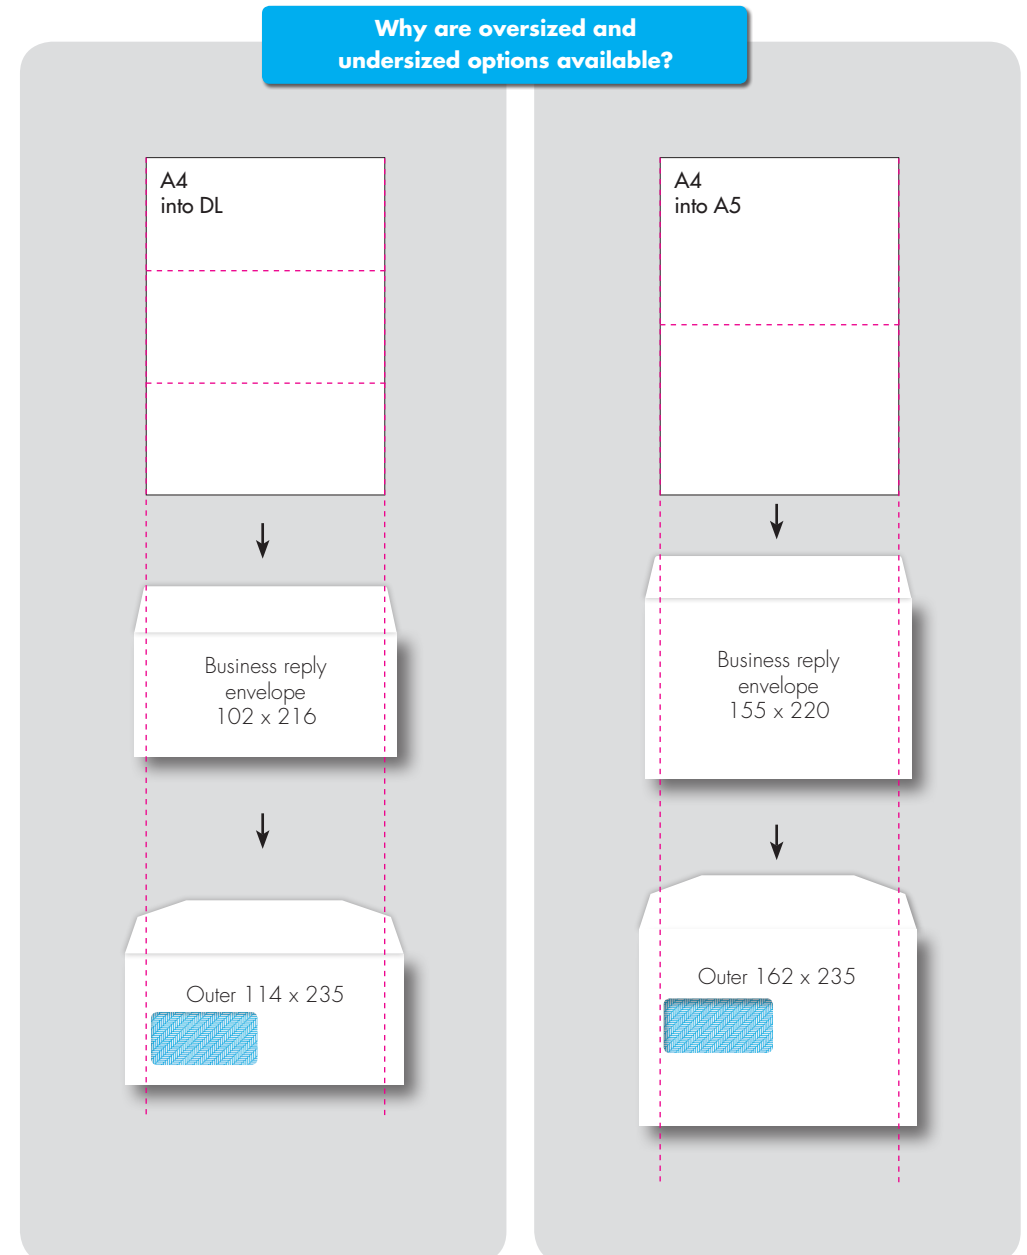 Why are oversized and
undersized options available?
A4
into DL
Business reply
envelope
102 x 216
Outer 114 x 235
A4
into A5
Business reply
envelope
155 x 220
Outer 162 x 235